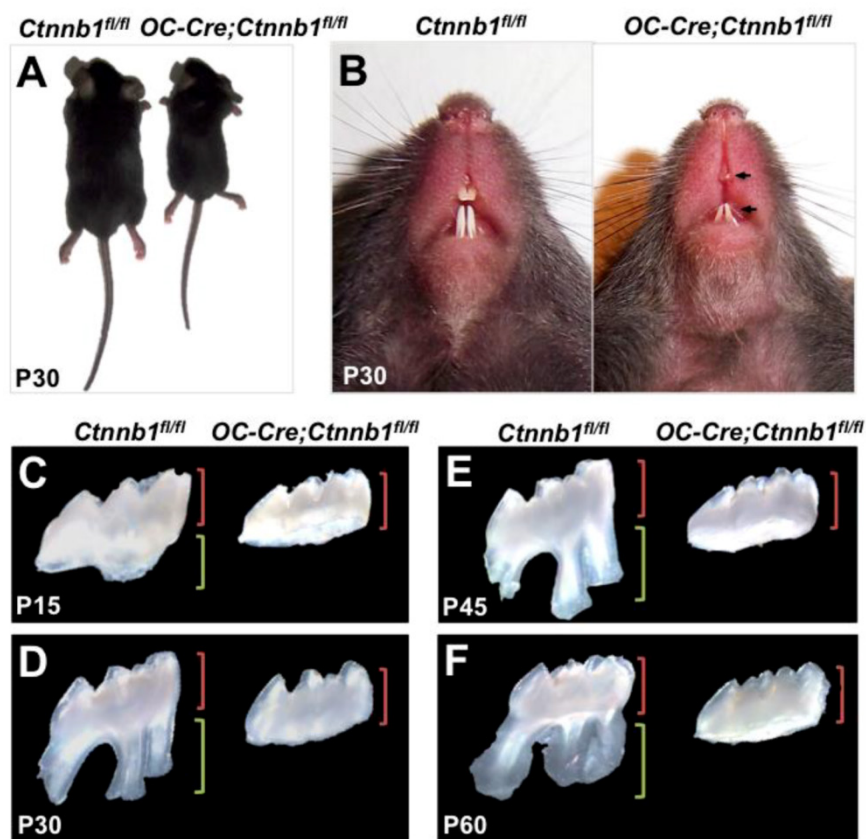 Ctnnb1fl/fl OC-Cre;Ctnnb1fl/fl
Ctnnb1fl/fl OC-Cre;Ctnnb1fl/fl
A
P30
B
P30
Ctnnb1fl/fl OC-Cre;Ctnnb1fl/fl
Ctnnb1fl/fl OC-Cre;Ctnnb1fl/fl
C
P15
E
P45
D
P30
F
P60